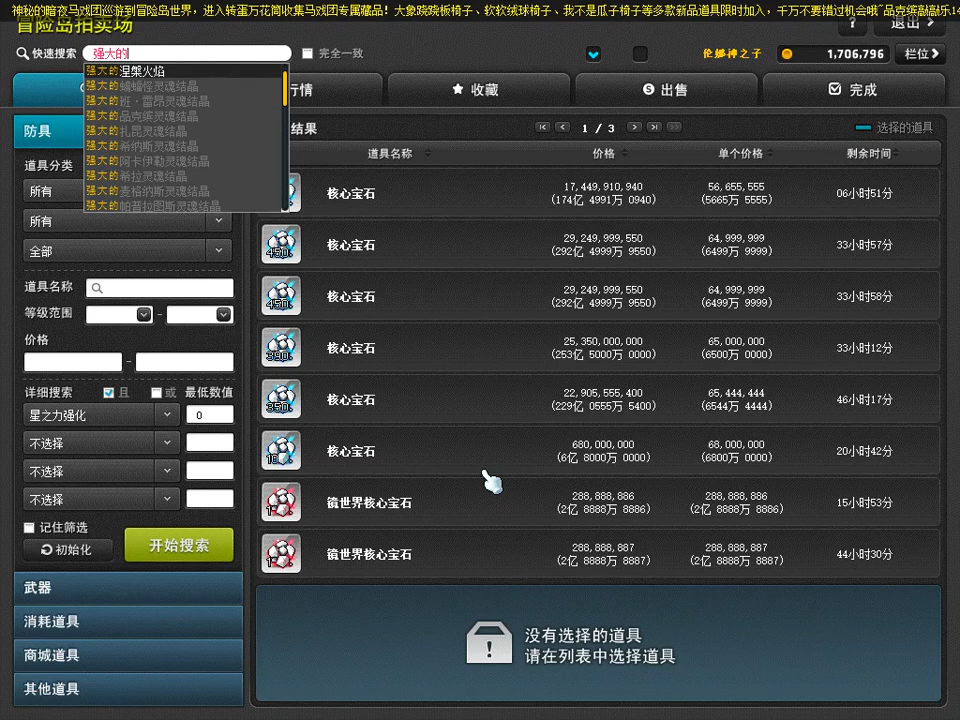 神秘的暗夜马戏团巡游到冒险岛世界，进入转蛋万花筒收集马戏团专属藏品！大象跷跷板椅子、软软绒球椅子、我不是瓜子椅子等多款新品道具限时加入，千万不要错过机会哦~品克缤敲敲乐14
冒险岛拍卖场
? 退出
快速搜索 强大的 完全一致 伦娜神之子 1,706,796 栏位
强大的涅槃火焰
强大的蝙蝠怪灵魂结晶
强大的班·雷昂灵魂结晶
强大的品克缤灵魂结晶
强大的扎昆灵魂结晶
强大的希纳斯灵魂结晶
强大的阿卡伊勒灵魂结晶
强大的希拉灵魂结晶
强大的麦格纳斯灵魂结晶
强大的帕普拉图斯灵魂结晶
行情 收藏 出售 完成
防具
道具分类
所有
所有
全部
道具名称
等级范围 -
价格
-
详细搜索 且 或 最低数值
星之力强化 0
不选择
不选择
不选择
记住筛选
初始化 开始搜索
武器
消耗道具
商城道具
其他道具
结果 1 / 3 选择的道具
道具名称 价格 单个价格 剩余时间
核心宝石 17,449,910,940 56,655,555 06小时51分
(174亿 4991万 0940) (5665万 5555)
450 核心宝石 29,249,999,550 64,999,999 33小时57分
(292亿 4999万 9550) (6499万 9999)
450 核心宝石 29,249,999,550 64,999,999 33小时58分
(292亿 4999万 9550) (6499万 9999)
390 核心宝石 25,350,000,000 65,000,000 33小时12分
(253亿 5000万 0000) (6500万 0000)
350 核心宝石 22,905,555,400 65,444,444 46小时17分
(229亿 0555万 5400) (6544万 4444)
10 核心宝石 680,000,000 68,000,000 20小时42分
(6亿 8000万 0000) (6800万 0000)
1 镜世界核心宝石 288,888,886 288,888,886 15小时53分
(2亿 8888万 8886) (2亿 8888万 8886)
1 镜世界核心宝石 288,888,887 288,888,887 44小时30分
(2亿 8888万 8887) (2亿 8888万 8887)
没有选择的道具
请在列表中选择道具